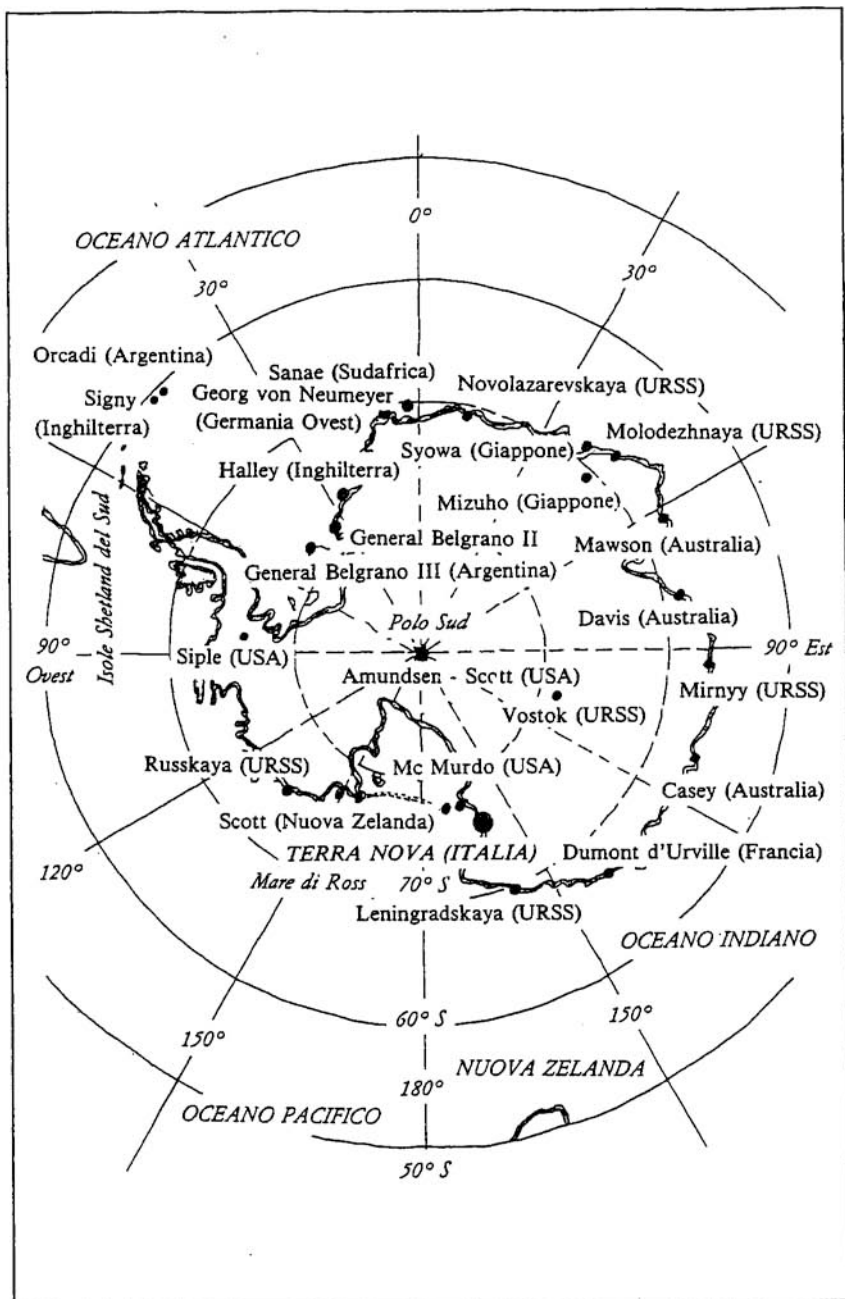 0°
OCEANO ATLANTICO
30°
30°
Orcadi (Argentina)
Sanae (Sudafrica)
Novolazarevskaya (URSS)
Signy
(Inghilterra)
Georg von Neumeyer
(Germania Ovest)
Molodezhnaya (URSS)
Syowa (Giappone)
Halley (Inghilterra)
Mizuho (Giappone)
General Belgrano II
Mawson (Australia)
General Belgrano III (Argentina)
Isole Shetland del Sud
Davis (Australia)
Polo Sud
90°
Ovest
90° Est
Siple (USA)
Amundsen - Scott (USA)
Mirnyy (URSS)
Vostok (URSS)
Russkaya (URSS)
Mc Murdo (USA)
Casey (Australia)
Scott (Nuova Zelanda)
TERRA NOVA (ITALIA)
Dumont d'Urville (Francia)
120°
Mare di Ross
70° S
Leningradskaya (URSS)
OCEANO INDIANO
60° S
150°
150°
NUOVA ZELANDA
180°
OCEANO PACIFICO
50° S